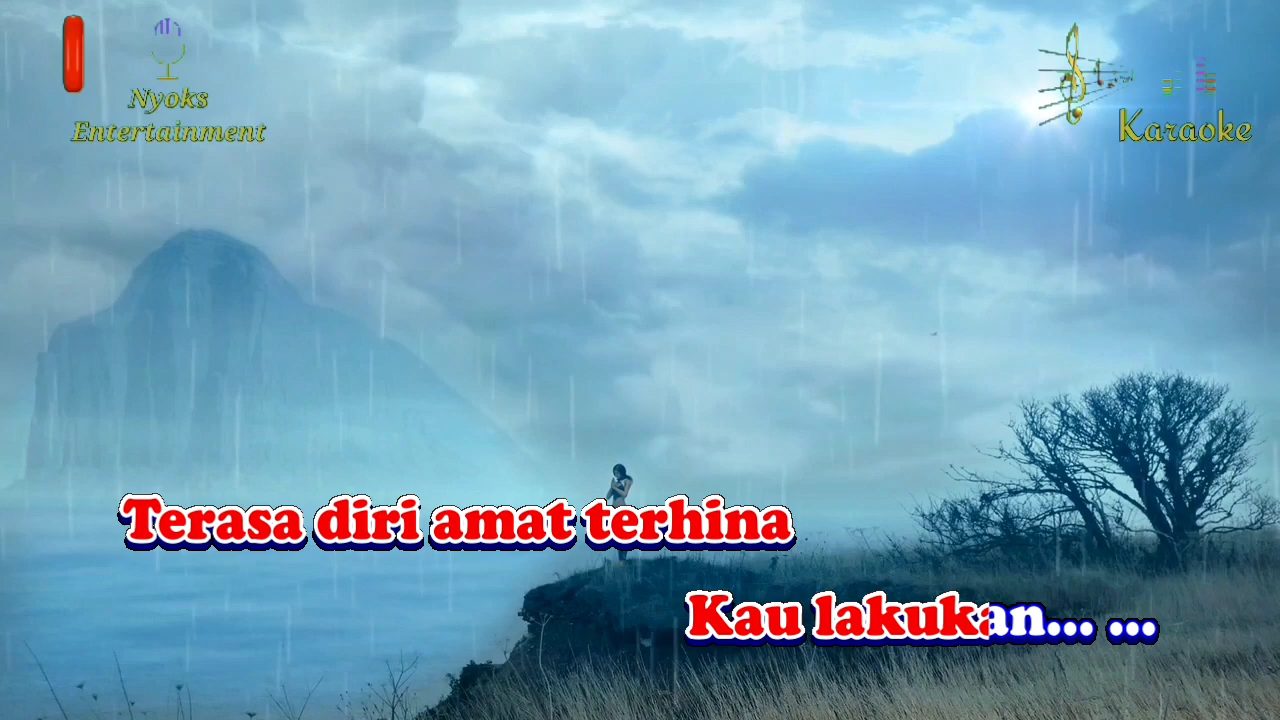 Nyoks
Entertainment
Karaoke
Terasa diri amat terhina
Kau lakukan... ...